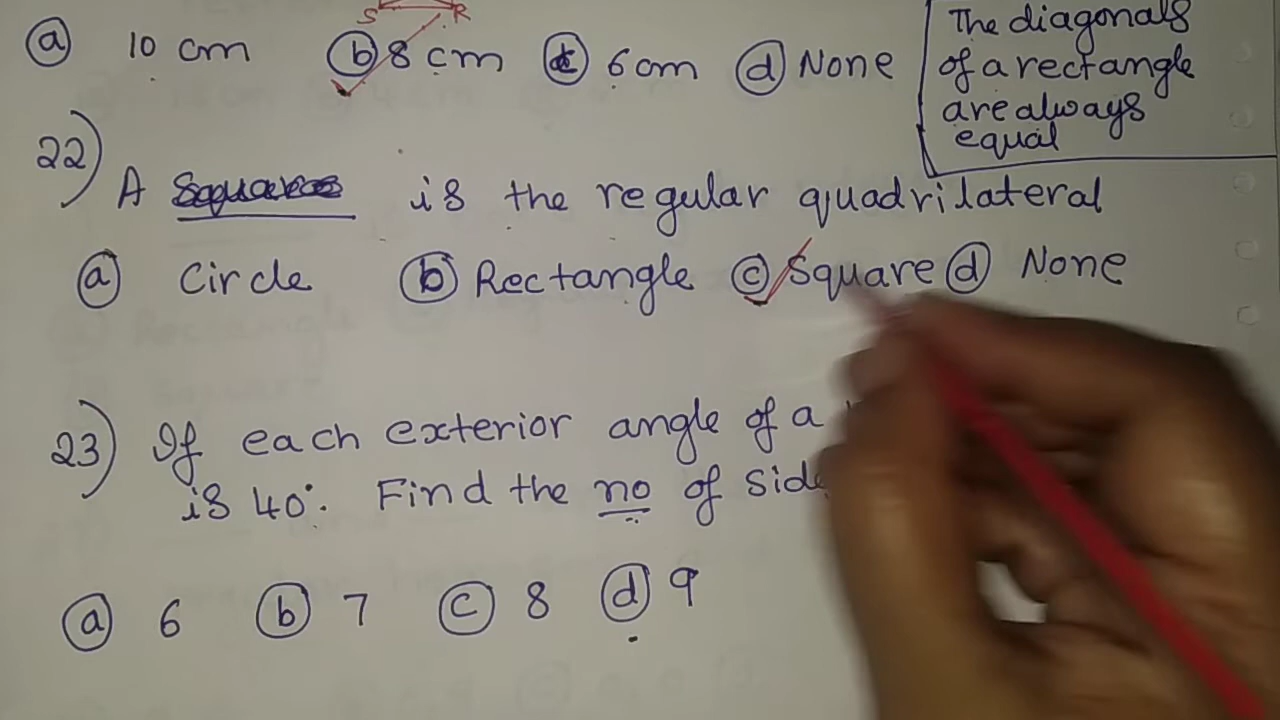 S R
ⓐ 10 cm ⓑ 8 cm ⓒ 6 cm ⓓ None
The diagonals
of a rectangle
are always
equal
22) A is the regular quadrilateral
ⓐ Circle ⓑ Rectangle ⓒ Square ⓓ None
23) If each exterior angle of a
is 40°. Find the no of side
ⓐ 6 ⓑ 7 ⓒ 8 ⓓ 9